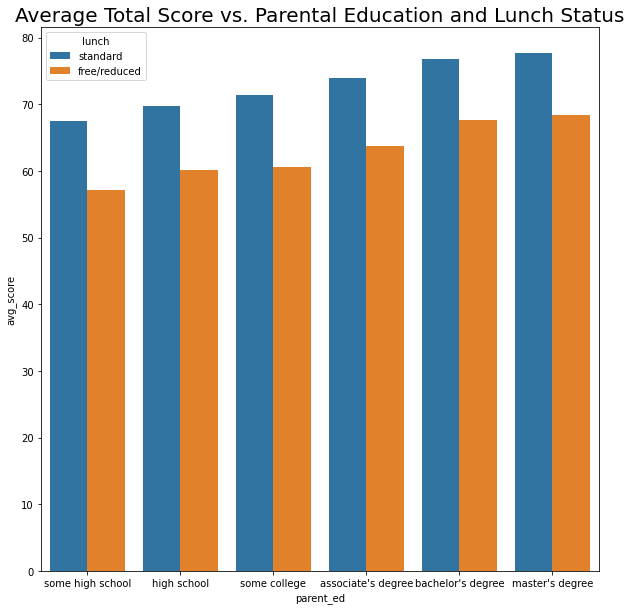 Average Total Score vs. Parental Education and Lunch Status
lunch
standard
free/reduced
80
70
60
50
40
30
20
10
0
avg_score
some high school
high school
some college
associate's degree
bachelor's degree
master's degree
parent_ed